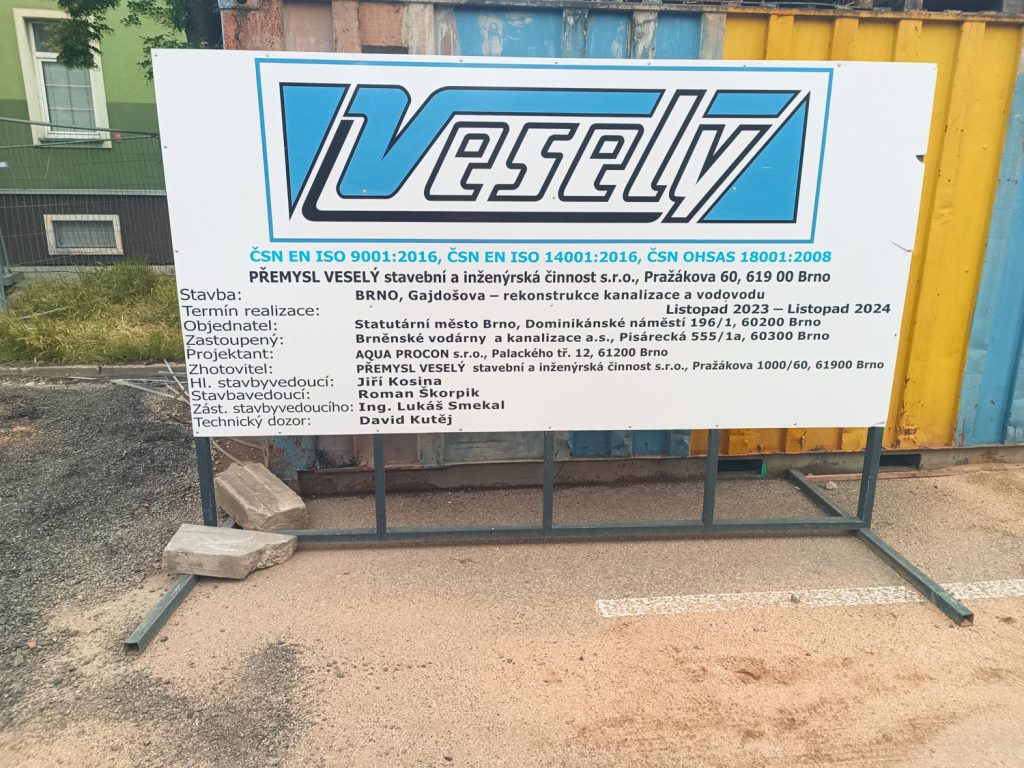 Veselý
ČSN EN ISO 9001:2016, ČSN EN ISO 14001:2016, ČSN OHSAS 18001:2008
PŘEMYSL VESELÝ stavební a inženýrská činnost s.r.o., Pražákova 60, 619 00 Brno
Stavba: BRNO, Gajdošova – rekonstrukce kanalizace a vodovodu
Termín realizace: Listopad 2023 – Listopad 2024
Objednatel: Statutární město Brno, Dominikánské náměstí 196/1, 60200 Brno
Zastoupený: Brněnské vodárny a kanalizace a.s., Pisárecká 555/1a, 60300 Brno
Projektant: AQUA PROCON s.r.o., Palackého tř. 12, 61200 Brno
Zhotovitel: PŘEMYSL VESELÝ stavební a inženýrská činnost s.r.o., Pražákova 1000/60, 61900 Brno
Hl. stavbyvedoucí: Jiří Kosina
Stavbavedoucí: Roman Škorpik
Zást. stavbyvedoucího: Ing. Lukáš Smekal
Technický dozor: David Kutěj